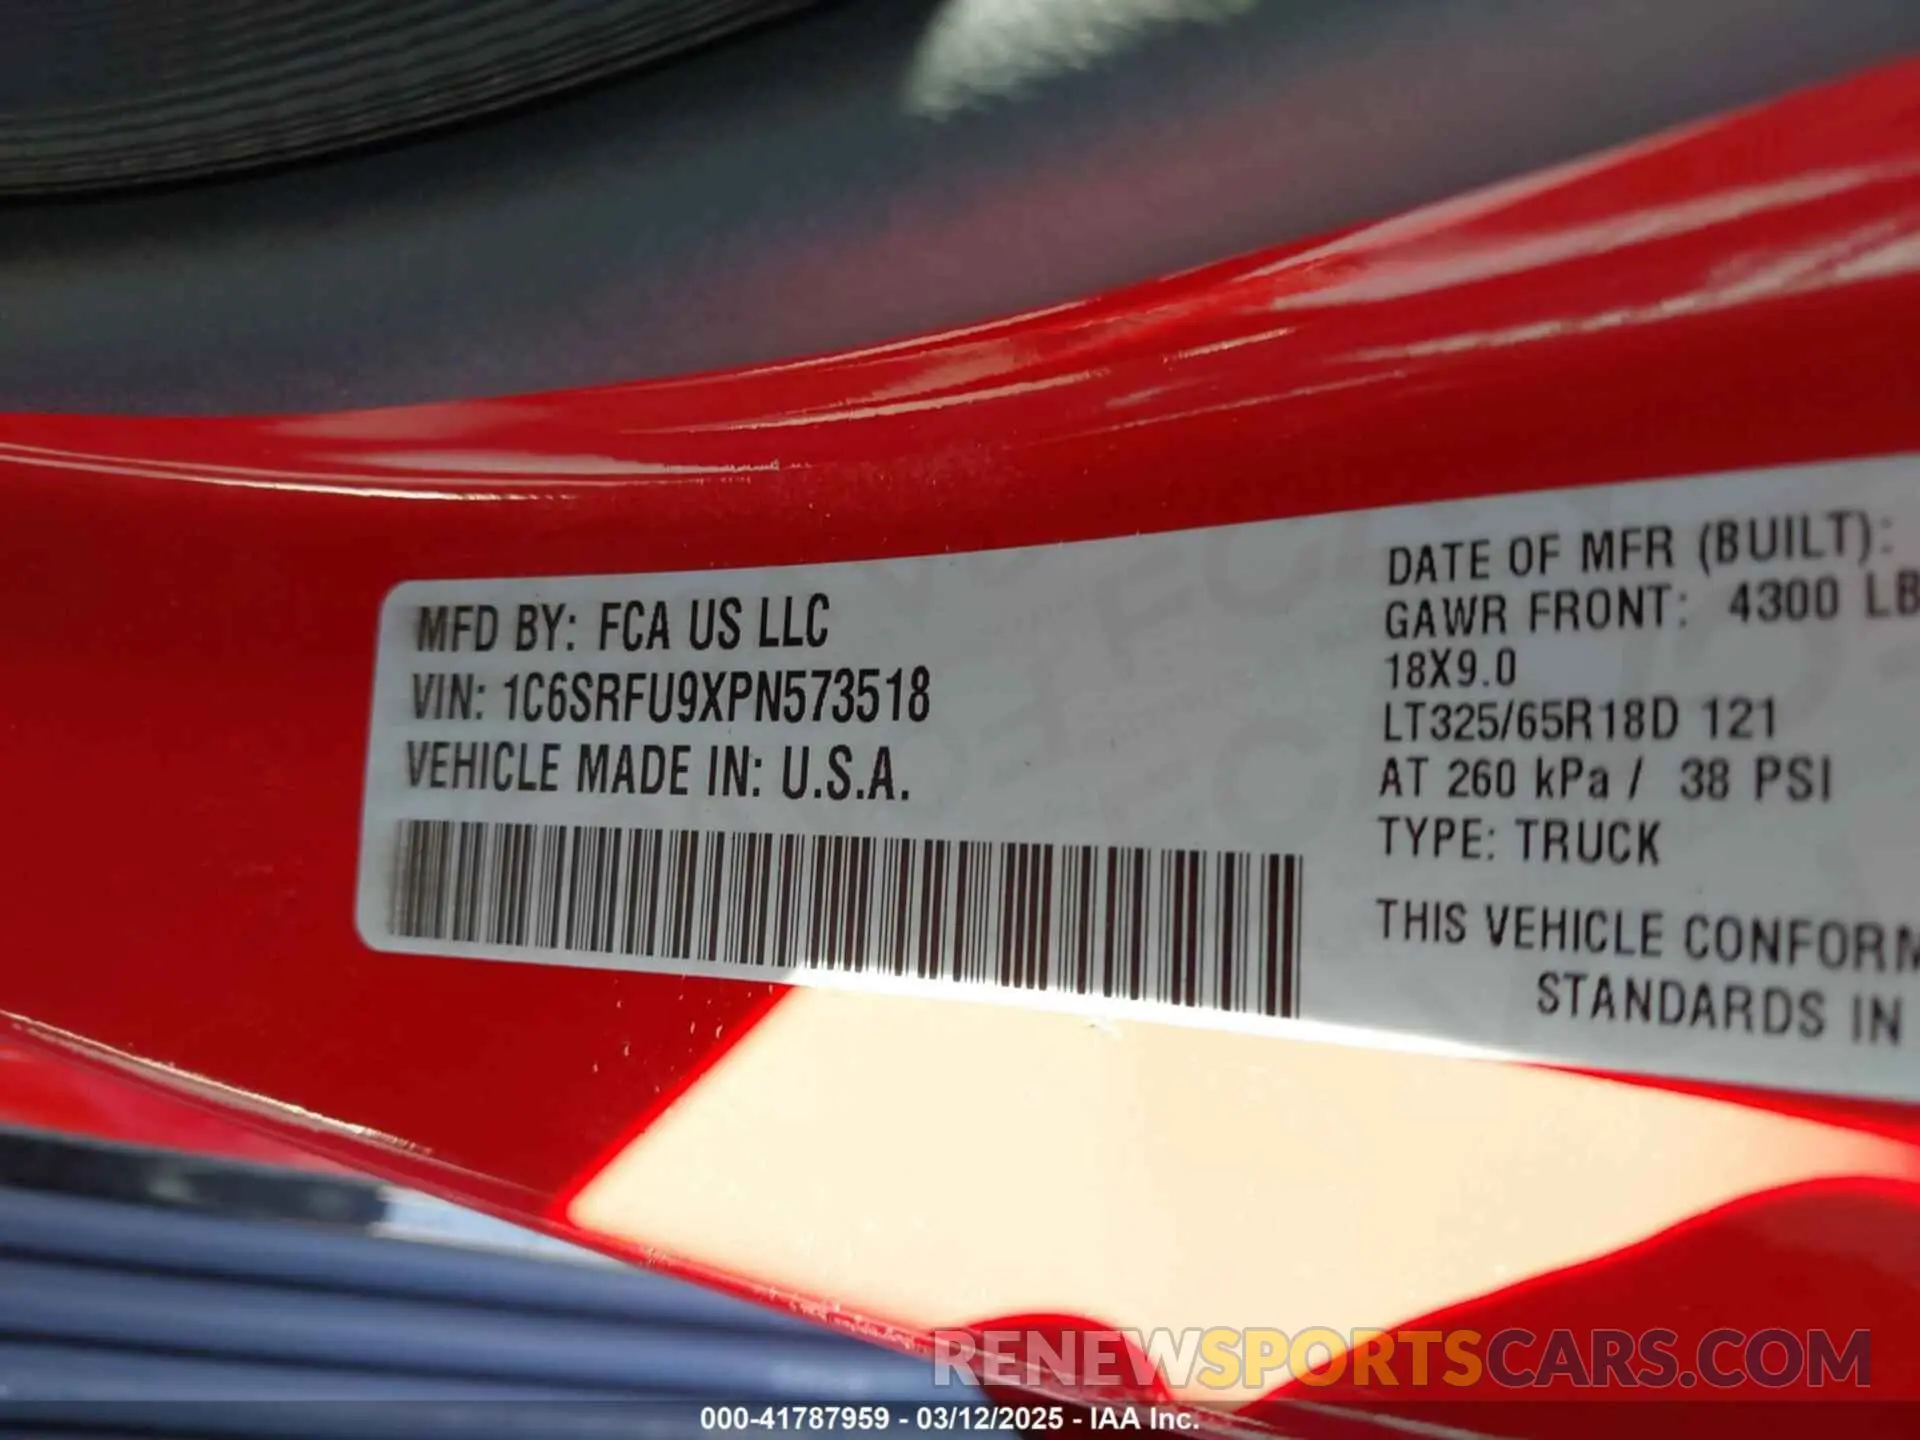 MFD BY: FCA US LLC
VIN: 1C6SRFU9XPN573518
VEHICLE MADE IN: U.S.A.
DATE OF MFR (BUILT):
GAWR FRONT: 4300 LB
18X9.0
LT325/65R18D 121
AT 260 kPa / 38 PSI
TYPE: TRUCK
THIS VEHICLE CONFORM
STANDARDS IN
RENEWSPORTSCARS.COM
000-41787959 - 03/12/2025 - IAA Inc.